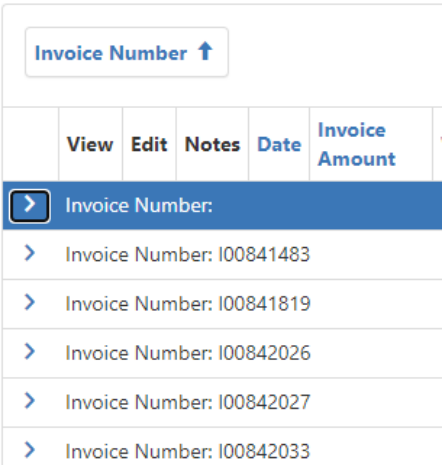 Invoice Number ↑
View Edit Notes Date Invoice Amount
Invoice Number:
Invoice Number: I00841483
Invoice Number: I00841819
Invoice Number: I00842026
Invoice Number: I00842027
Invoice Number: I00842033